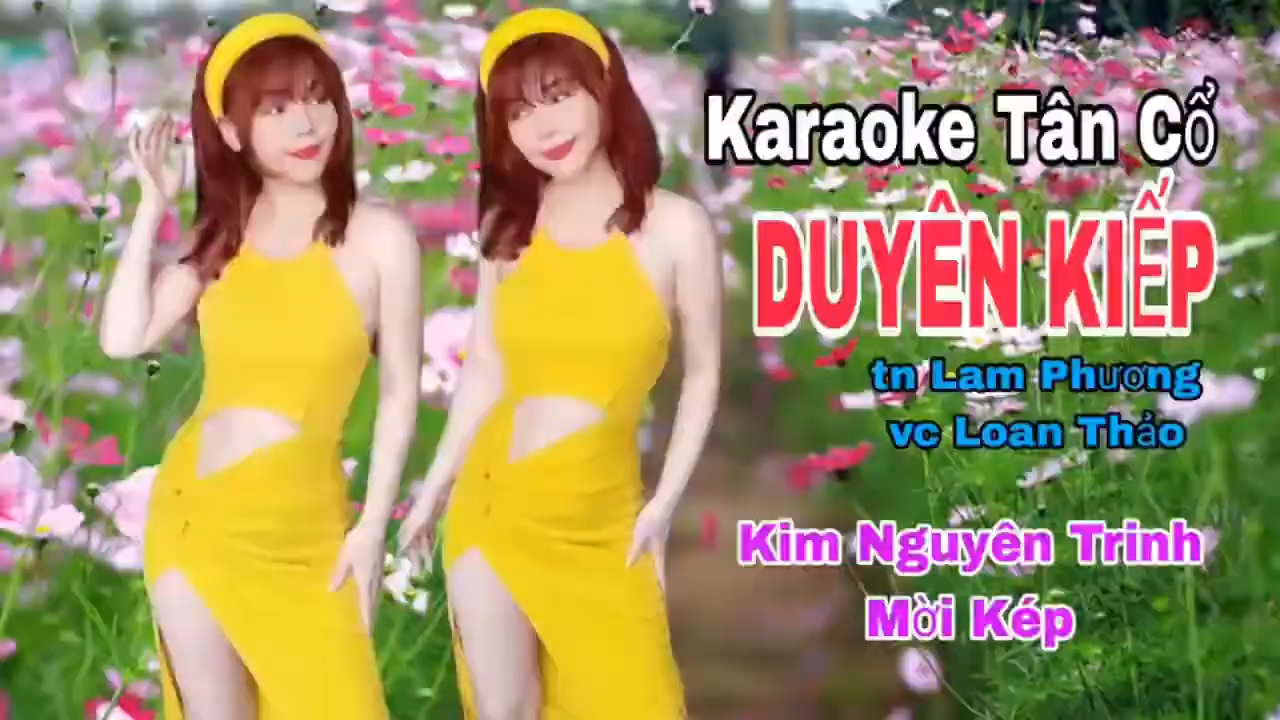 Karaoke Tân Cổ
DUYÊN KIẾP
tn Lam Phương
vc Loan Thảo
Kim Nguyên Trinh
Mời Kép